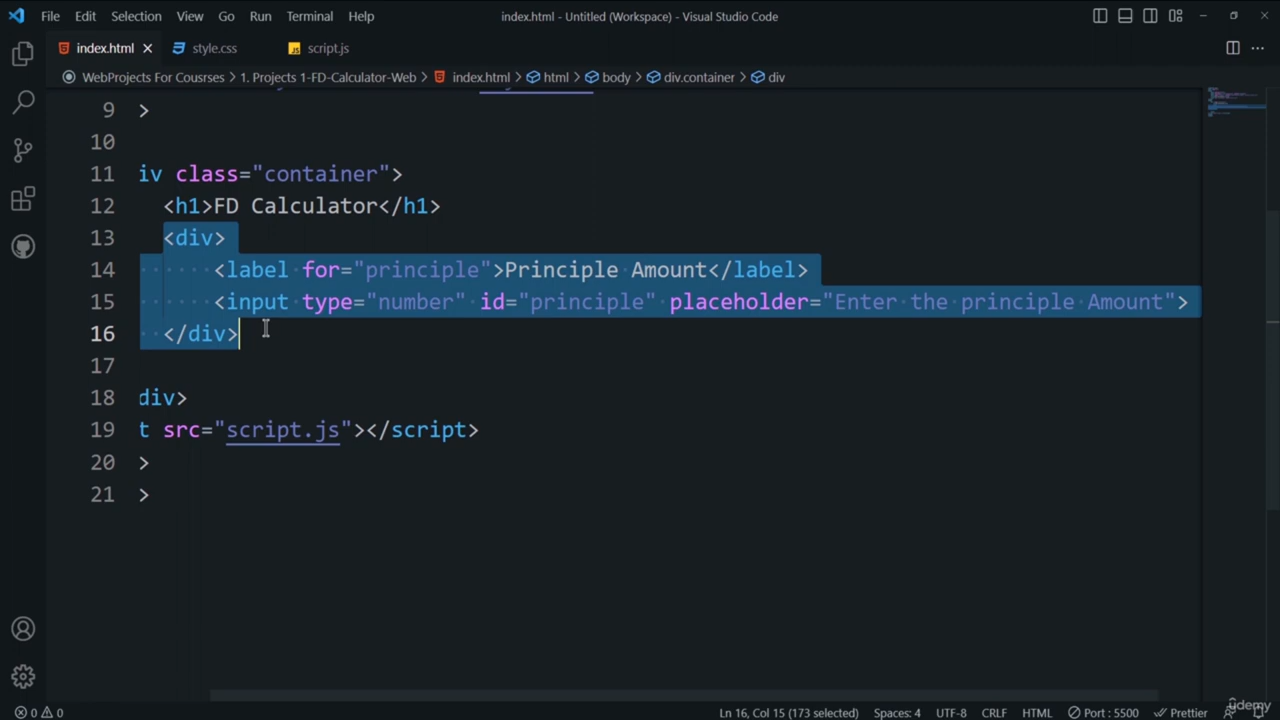 File Edit Selection View Go Run Terminal Help index.html - Untitled (Workspace) - Visual Studio Code
index.html style.css JS script.js
WebProjects For Cousrses > 1. Projects 1-FD-Calculator-Web > index.html > html > body > div.container > div
9 >
10
11 iv class="container">
12 <h1>FD Calculator</h1>
13 <div>
14 <label for="principle">Principle Amount</label>
15 <input type="number" id="principle" placeholder="Enter the principle Amount">
16 </div>
17
18 div>
19 t src="script.js"></script>
20 >
21 >
0 0 Ln 16, Col 15 (173 selected) Spaces: 4 UTF-8 CRLF HTML Port : 5500 Prettier
udemy